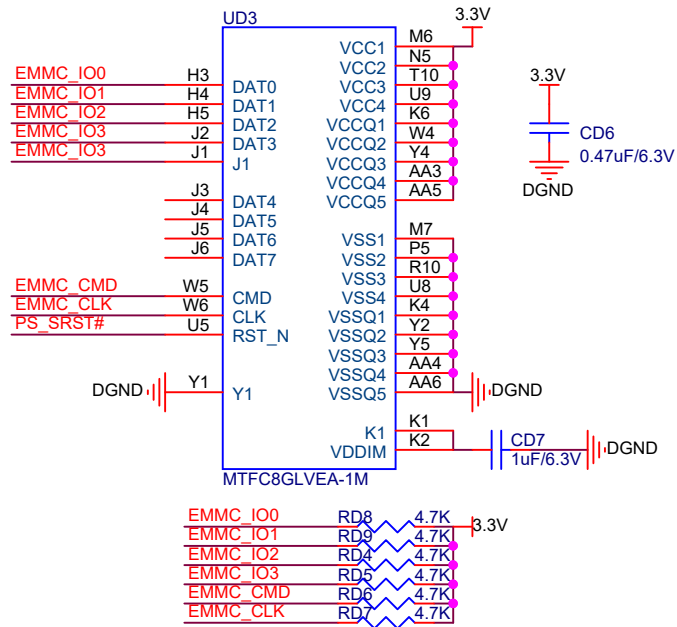 UD3
3.3V
M6
VCC1
N5
VCC2
EMMC_IO0 H3 DAT0
T10
VCC3
EMMC_IO1 H4 DAT1
U9
VCC4
EMMC_IO2 H5 DAT2
K6
VCCQ1
EMMC_IO3 J2 DAT3
W4
VCCQ2
EMMC_IO3 J1 J1
Y4
VCCQ3
AA3
VCCQ4
J3 DAT4
AA5
VCCQ5
J4 DAT5
J5 DAT6
J6 DAT7
M7
VSS1
P5
VSS2
R10
VSS3
EMMC_CMD W5 CMD
U8
VSS4
EMMC_CLK W6 CLK
K4
VSSQ1
PS_SRST# U5 RST_N
Y2
VSSQ2
Y5
VSSQ3
AA4
VSSQ4
DGND Y1 Y1
AA6
VSSQ5
DGND
K1
K1
K2
VDDIM
CD7
1uF/6.3V
DGND
MTFC8GLVEA-1M
3.3V
CD6
0.47uF/6.3V
DGND
EMMC_IO0 RD8 4.7K 3.3V
EMMC_IO1 RD9 4.7K
EMMC_IO2 RD4 4.7K
EMMC_IO3 RD5 4.7K
EMMC_CMD RD6 4.7K
EMMC_CLK RD7 4.7K